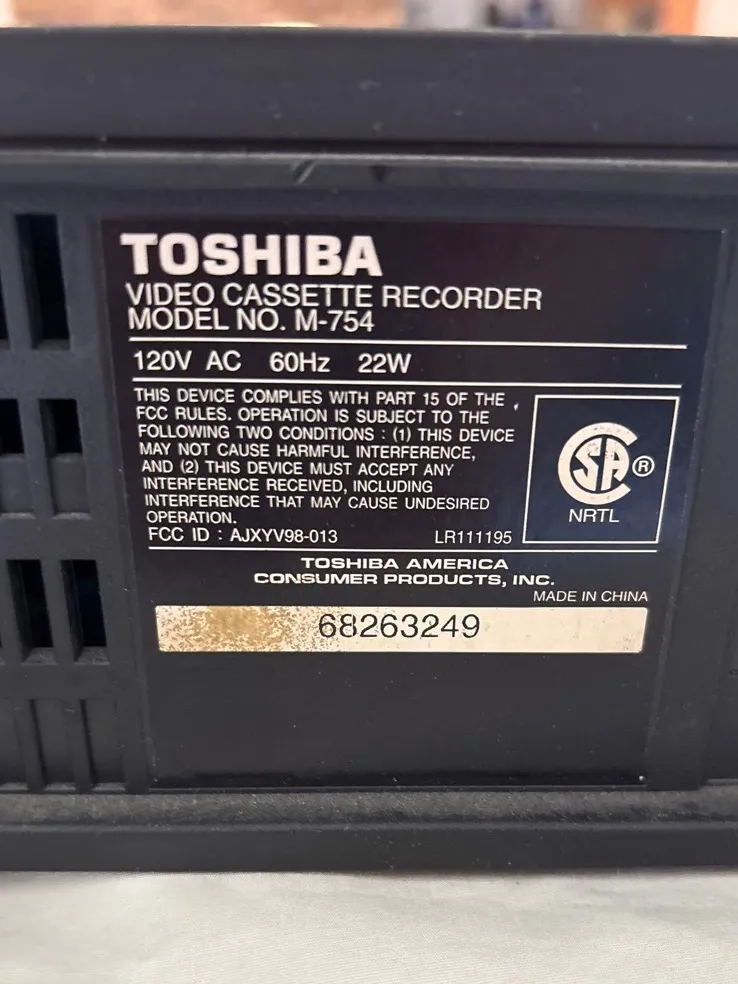 TOSHIBA
VIDEO CASSETTE RECORDER
MODEL NO. M-754
120V AC 60Hz 22W
THIS DEVICE COMPLIES WITH PART 15 OF THE
FCC RULES. OPERATION IS SUBJECT TO THE
FOLLOWING TWO CONDITIONS : (1) THIS DEVICE
MAY NOT CAUSE HARMFUL INTERFERENCE,
AND (2) THIS DEVICE MUST ACCEPT ANY
INTERFERENCE RECEIVED, INCLUDING
INTERFERENCE THAT MAY CAUSE UNDESIRED
OPERATION.
FCC ID : AJXYV98-013 LR111195
SA ®
NRTL
TOSHIBA AMERICA
CONSUMER PRODUCTS, INC.
MADE IN CHINA
68263249